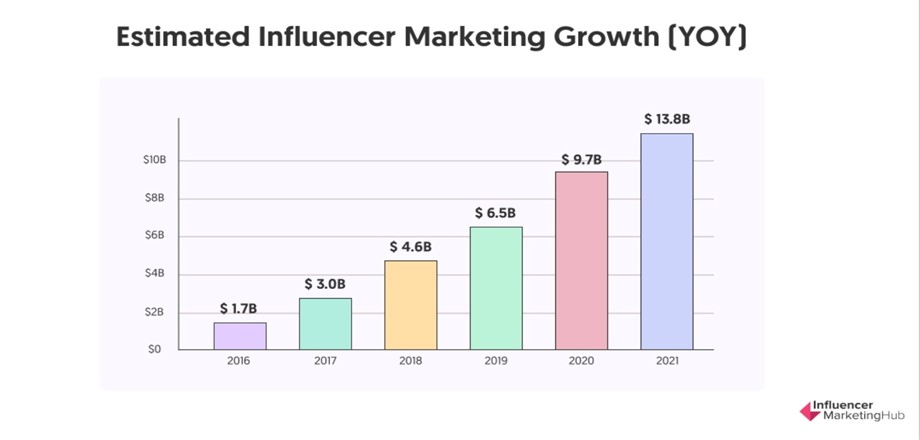 Estimated Influencer Marketing Growth (YOY)
$ 13.8B
$10B
$ 9.7B
$8B
$ 6.5B
$6B
$ 4.6B
$4B
$ 3.0B
$2B
$ 1.7B
$0
2016 2017 2018 2019 2020 2021
Influencer
MarketingHub